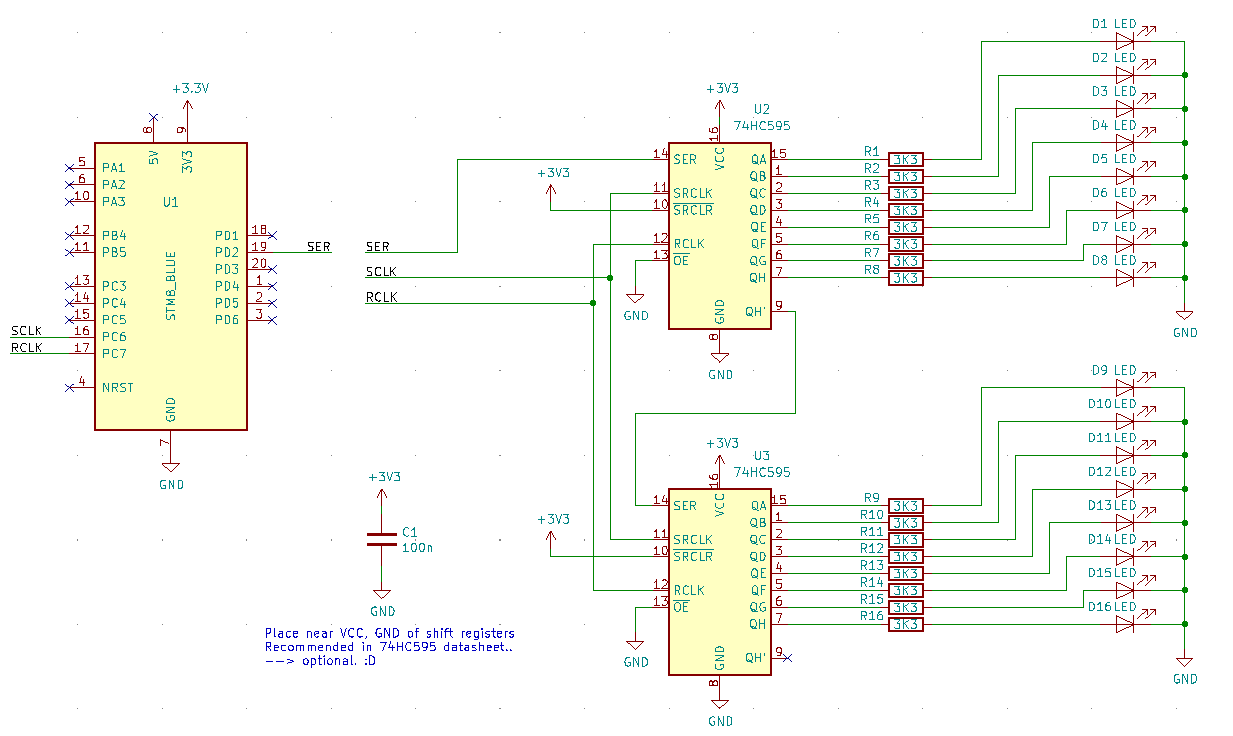 +3.3V
8
9
5V
3V3
5 PA1
6 PA2
10 PA3
U1
12 PB4
11 PB5
13 PC3
14 PC4
15 PC5
SCLK 16 PC6
RCLK 17 PC7
4 NRST
STM8_BLUE
PD1 18
PD2 19 SER
PD3 20
PD4 1
PD5 2
PD6 3
GND
7
GND
SER
SCLK
RCLK
+3V3
C1
100n
GND
Place near VCC, GND of shift registers
Recommended in 74HC595 datasheet..
--> optional. :D
+3V3
U2
74HC595
16
VCC
14 SER
+3V3
11 SRCLK
10 SRCLR
12 RCLK
13 OE
GND
QA 15
QB 1
QC 2
QD 3
QE 4
QF 5
QG 6
QH 7
QH' 9
GND
8
GND
R1 3K3
R2 3K3
R3 3K3
R4 3K3
R5 3K3
R6 3K3
R7 3K3
R8 3K3
D1 LED
D2 LED
D3 LED
D4 LED
D5 LED
D6 LED
D7 LED
D8 LED
GND
+3V3
U3
74HC595
16
VCC
14 SER
+3V3
11 SRCLK
10 SRCLR
12 RCLK
13 OE
GND
QA 15
QB 1
QC 2
QD 3
QE 4
QF 5
QG 6
QH 7
QH' 9
GND
8
GND
R9 3K3
R10 3K3
R11 3K3
R12 3K3
R13 3K3
R14 3K3
R15 3K3
R16 3K3
D9 LED
D10 LED
D11 LED
D12 LED
D13 LED
D14 LED
D15 LED
D16 LED
GND